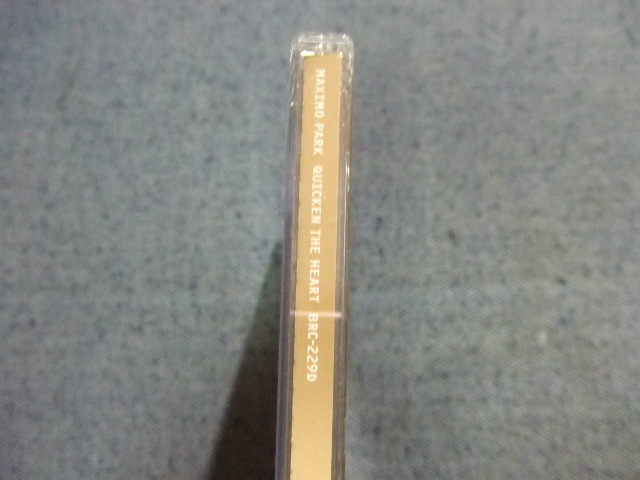 MAXIMO PARK QUICKEN THE HEART BRC-229D